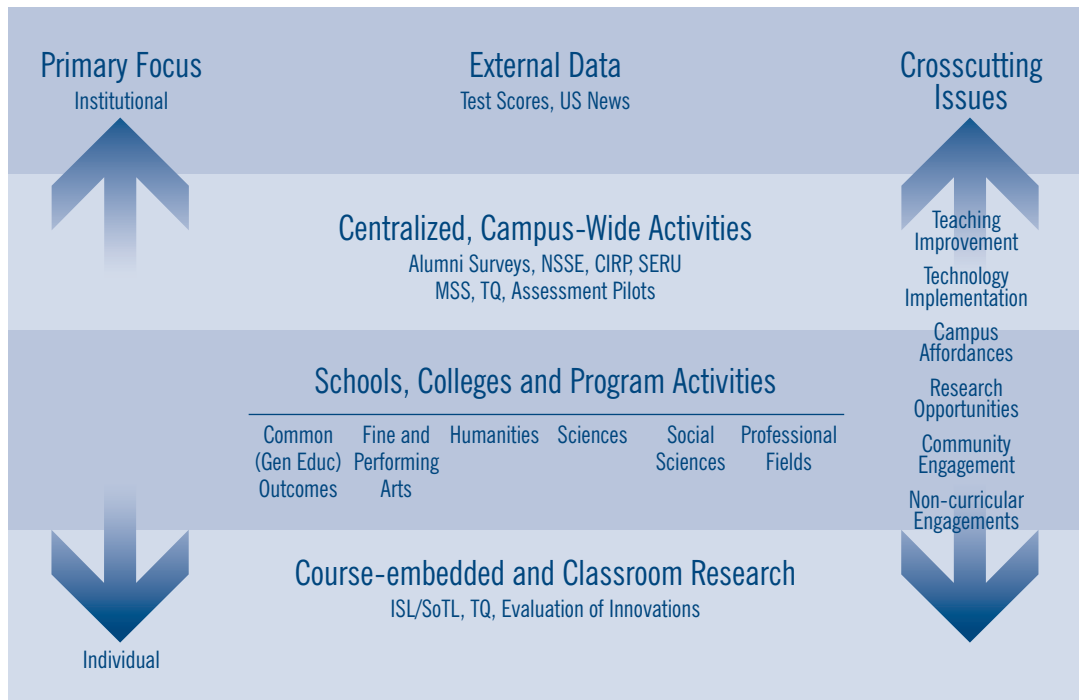 Primary Focus
Institutional
External Data
Test Scores, US News
Crosscutting
Issues
Centralized, Campus-Wide Activities
Alumni Surveys, NSSE, CIRP, SERU
MSS, TQ, Assessment Pilots
Teaching
Improvement
Technology
Implementation
Campus
Affordances
Research
Opportunities
Community
Engagement
Non-curricular
Engagements
Schools, Colleges and Program Activities
Common
(Gen Educ)
Outcomes
Fine and
Performing
Arts
Humanities
Sciences
Social
Sciences
Professional
Fields
Course-embedded and Classroom Research
ISL/SoTL, TQ, Evaluation of Innovations
Individual